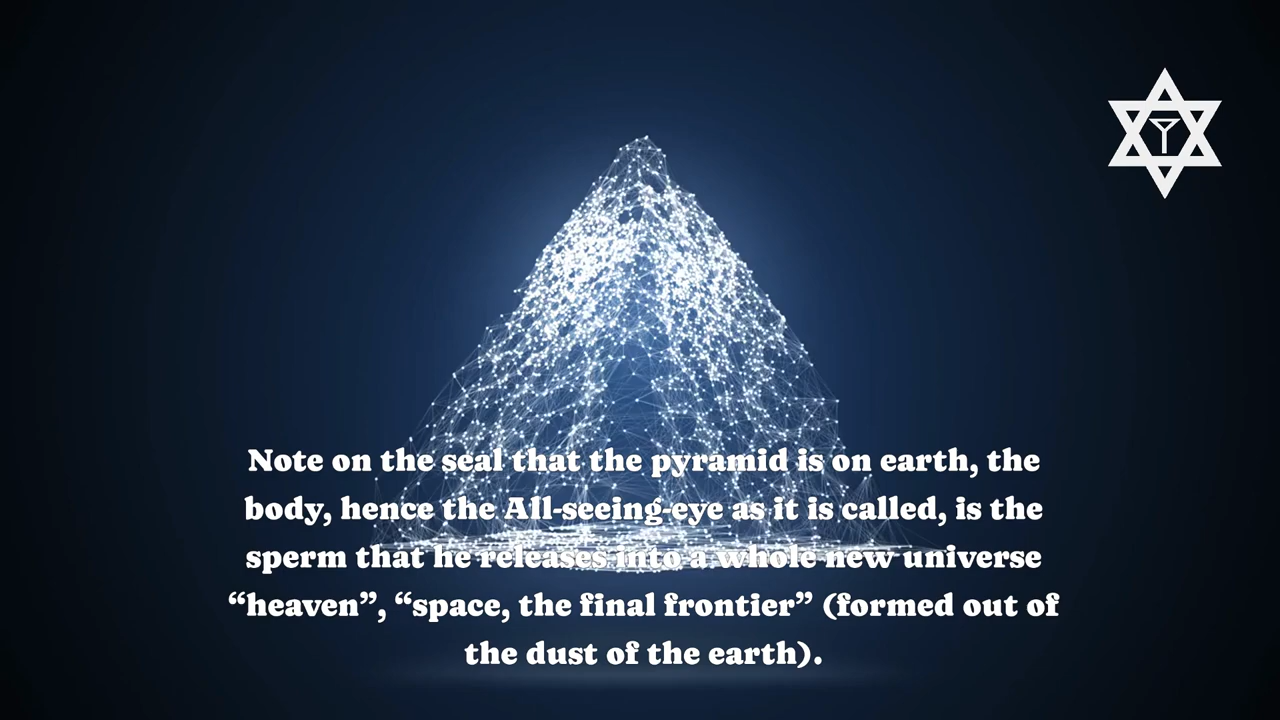 Note on the seal that the pyramid is on earth, the
body, hence the All-seeing-eye as it is called, is the
sperm that he releases into a whole new universe
“heaven”, “space, the final frontier” (formed out of
the dust of the earth).